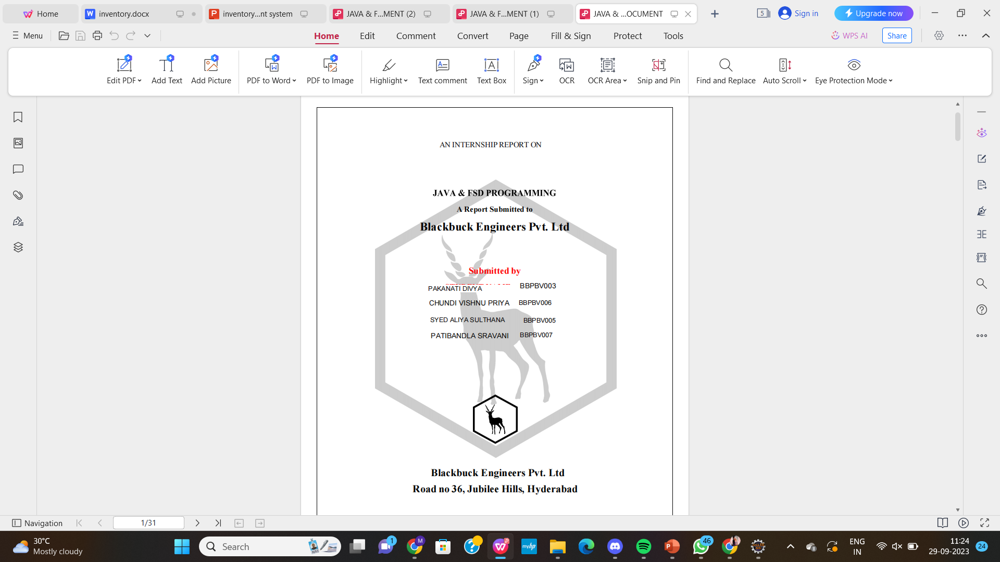 Home
inventory.docx
inventory...nt system
JAVA & F...MENT (2)
JAVA & F...MENT (1)
JAVA & ...OCUMENT
5
Sign in
Upgrade now
Menu
Home
Edit
Comment
Convert
Page
Fill & Sign
Protect
Tools
WPS AI
Share
Edit PDF
Add Text
Add Picture
PDF to Word
PDF to Image
Highlight
Text comment
Text Box
Sign
OCR
OCR Area
Snip and Pin
Find and Replace
Auto Scroll
Eye Protection Mode
AN INTERNSHIP REPORT ON
JAVA & FSD PROGRAMMING
A Report Submitted to
Blackbuck Engineers Pvt. Ltd
Submitted by
PAKANATI DIVYA BBPBV003
CHUNDI VISHNU PRIYA BBPBV006
SYED ALIYA SULTHANA BBPBV005
PATIBANDLA SRAVANI BBPBV007
Blackbuck Engineers Pvt. Ltd
Road no 36, Jubilee Hills, Hyderabad
Navigation
1/31
30°C
Mostly cloudy
Search
1
M
myhp
46
ENG
IN
11:24
29-09-2023
24